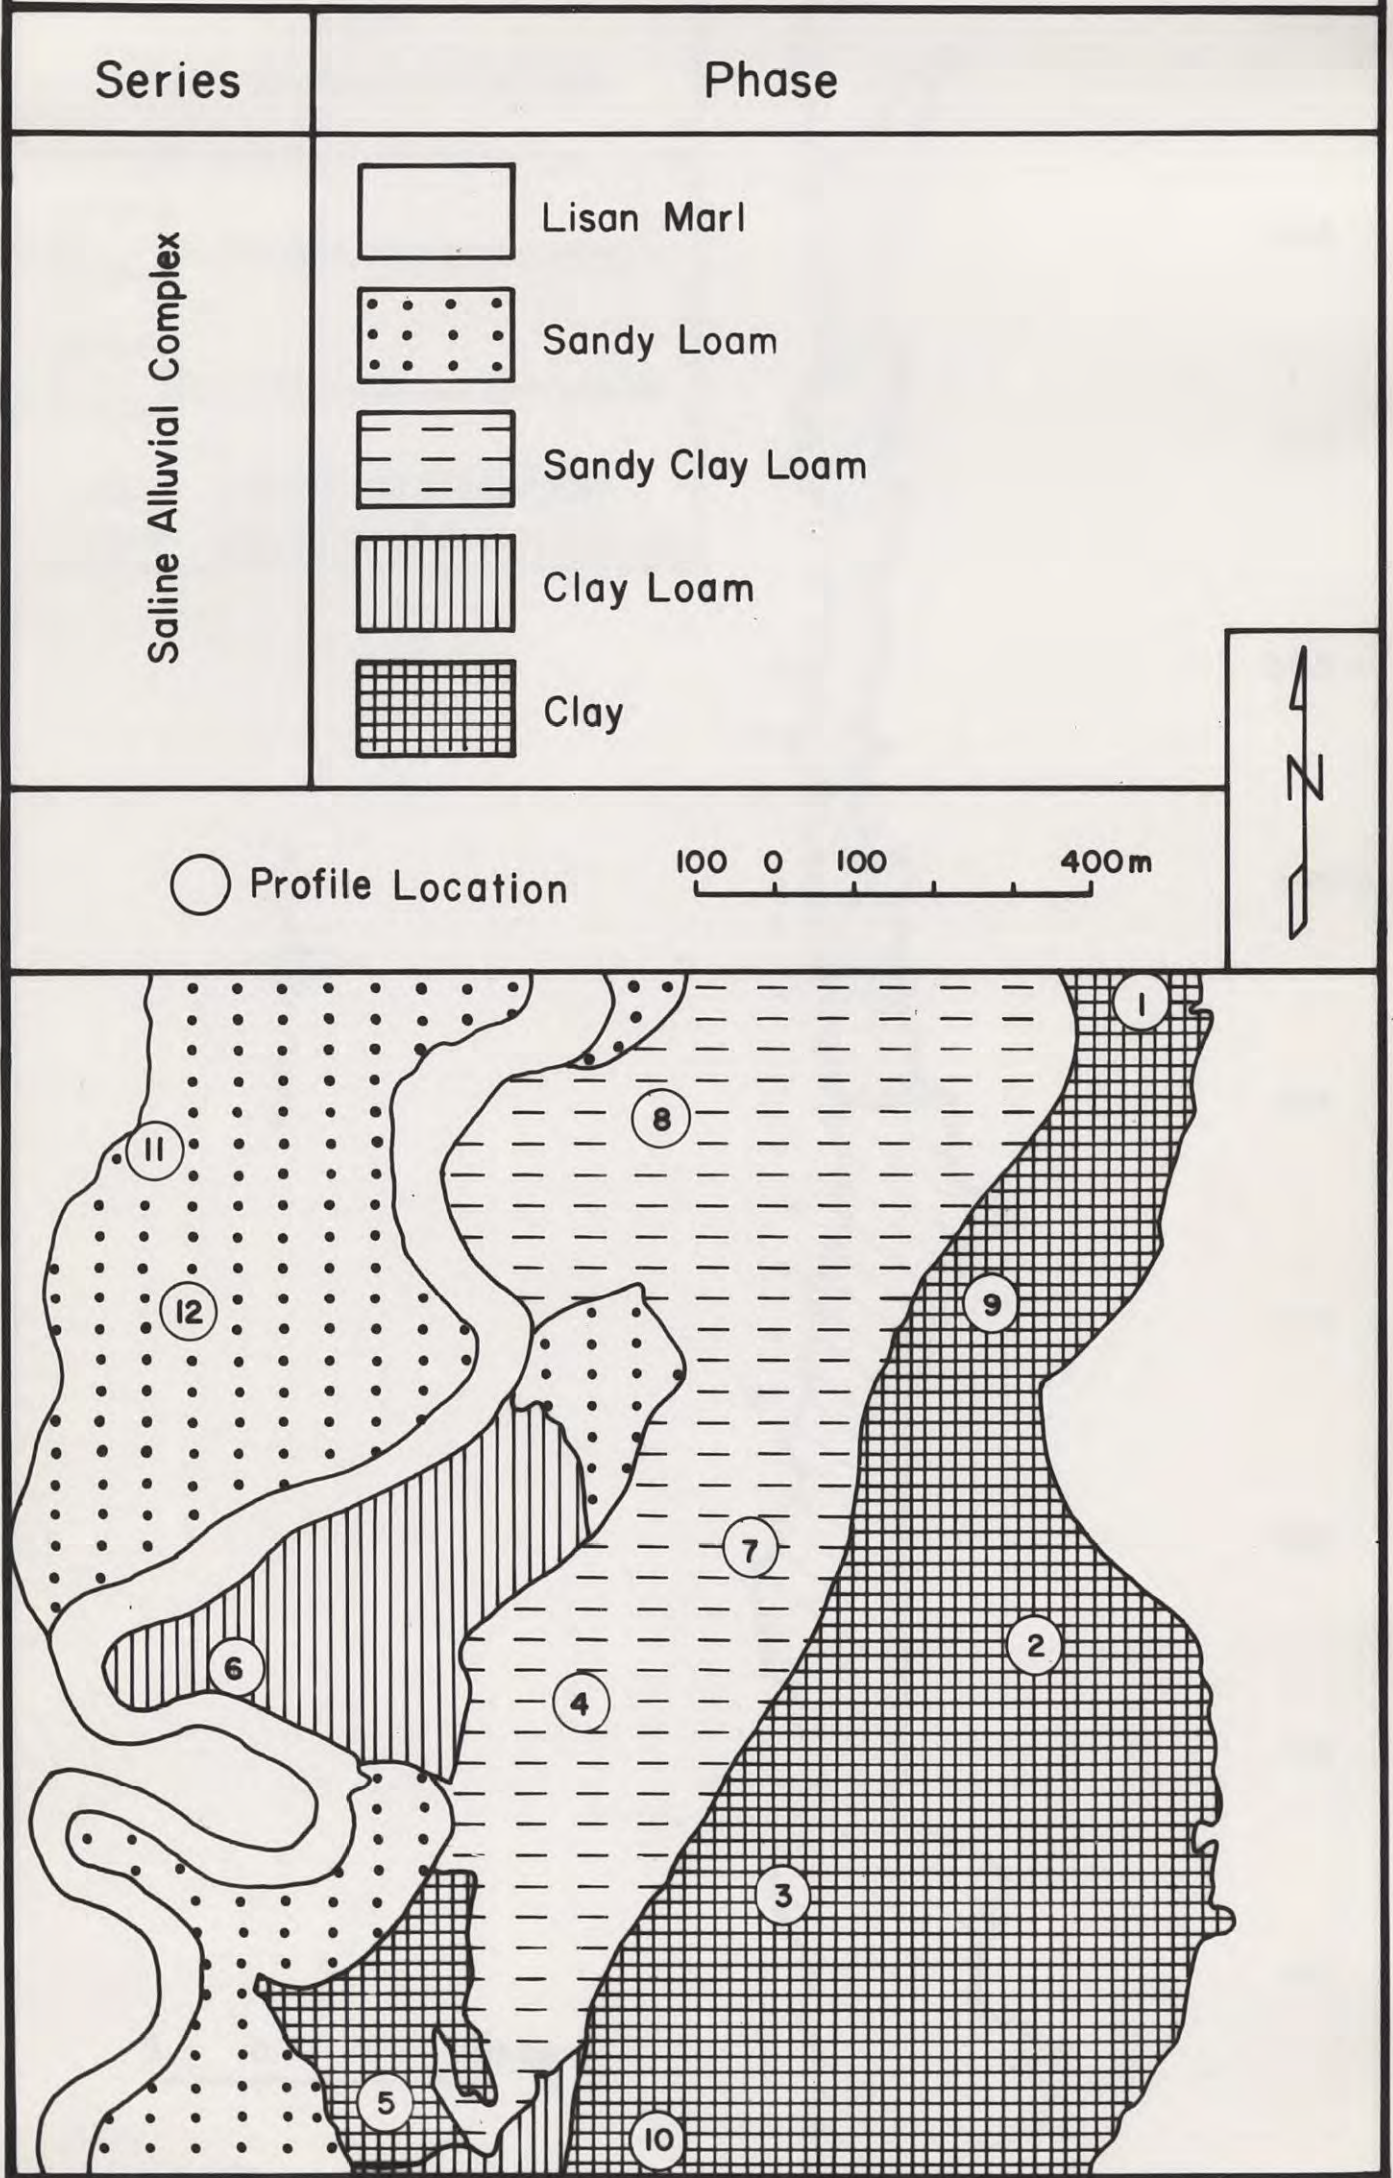 Series
Phase
Saline Alluvial Complex
Lisan Marl
Sandy Loam
Sandy Clay Loam
Clay Loam
Clay
N
Profile Location
100 0 100 400m
1
11
8
12
9
7
2
6
4
3
5
10